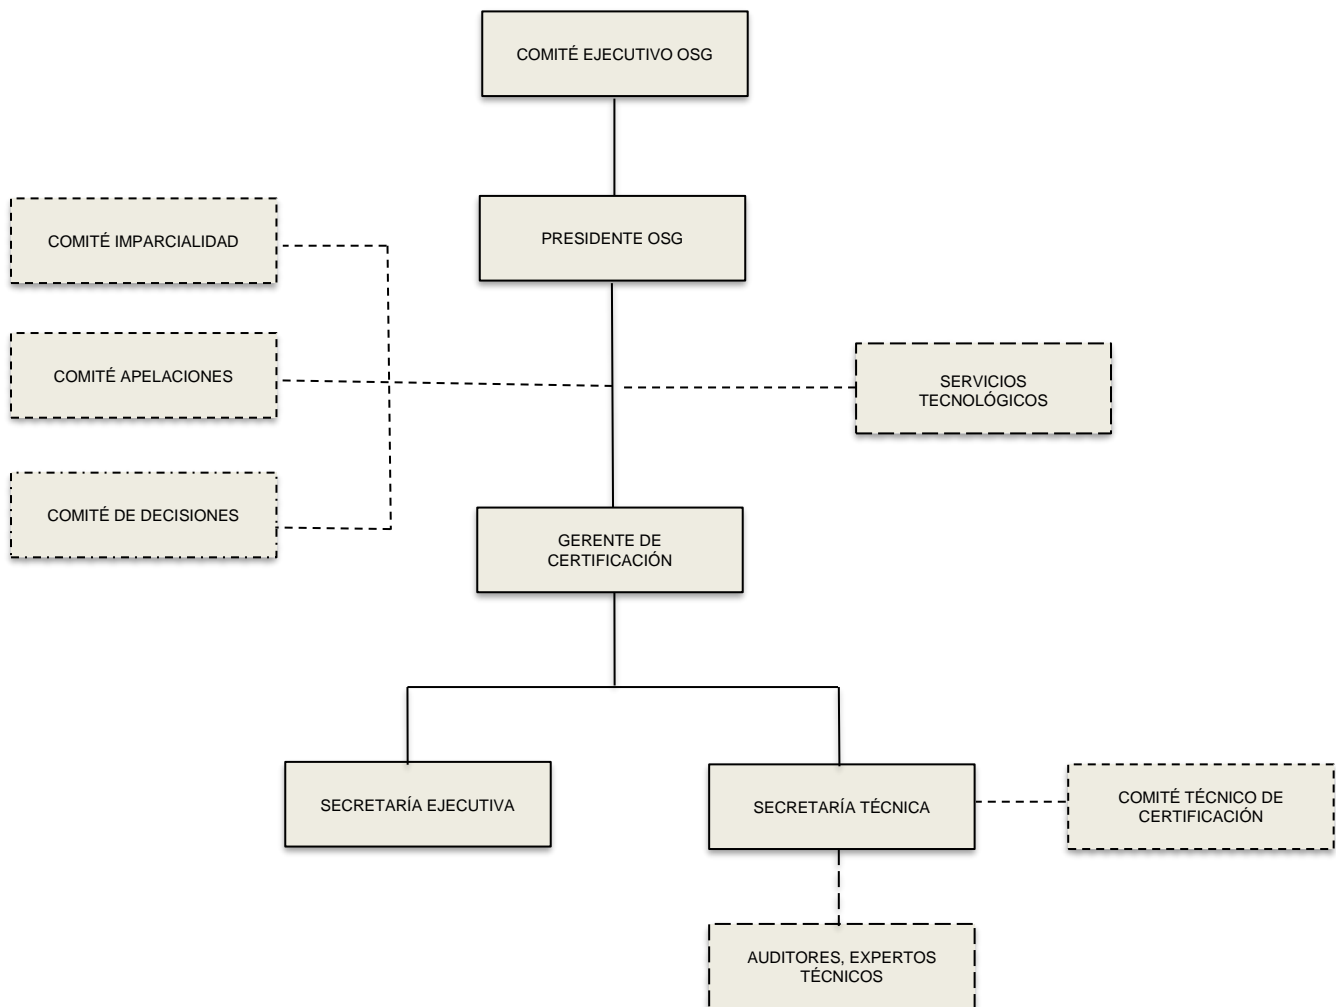 COMITÉ EJECUTIVO OSG
COMITÉ IMPARCIALIDAD
PRESIDENTE OSG
COMITÉ APELACIONES
SERVICIOS
TECNOLÓGICOS
COMITÉ DE DECISIONES
GERENTE DE
CERTIFICACIÓN
SECRETARÍA EJECUTIVA
SECRETARÍA TÉCNICA
COMITÉ TÉCNICO DE
CERTIFICACIÓN
AUDITORES, EXPERTOS
TÉCNICOS